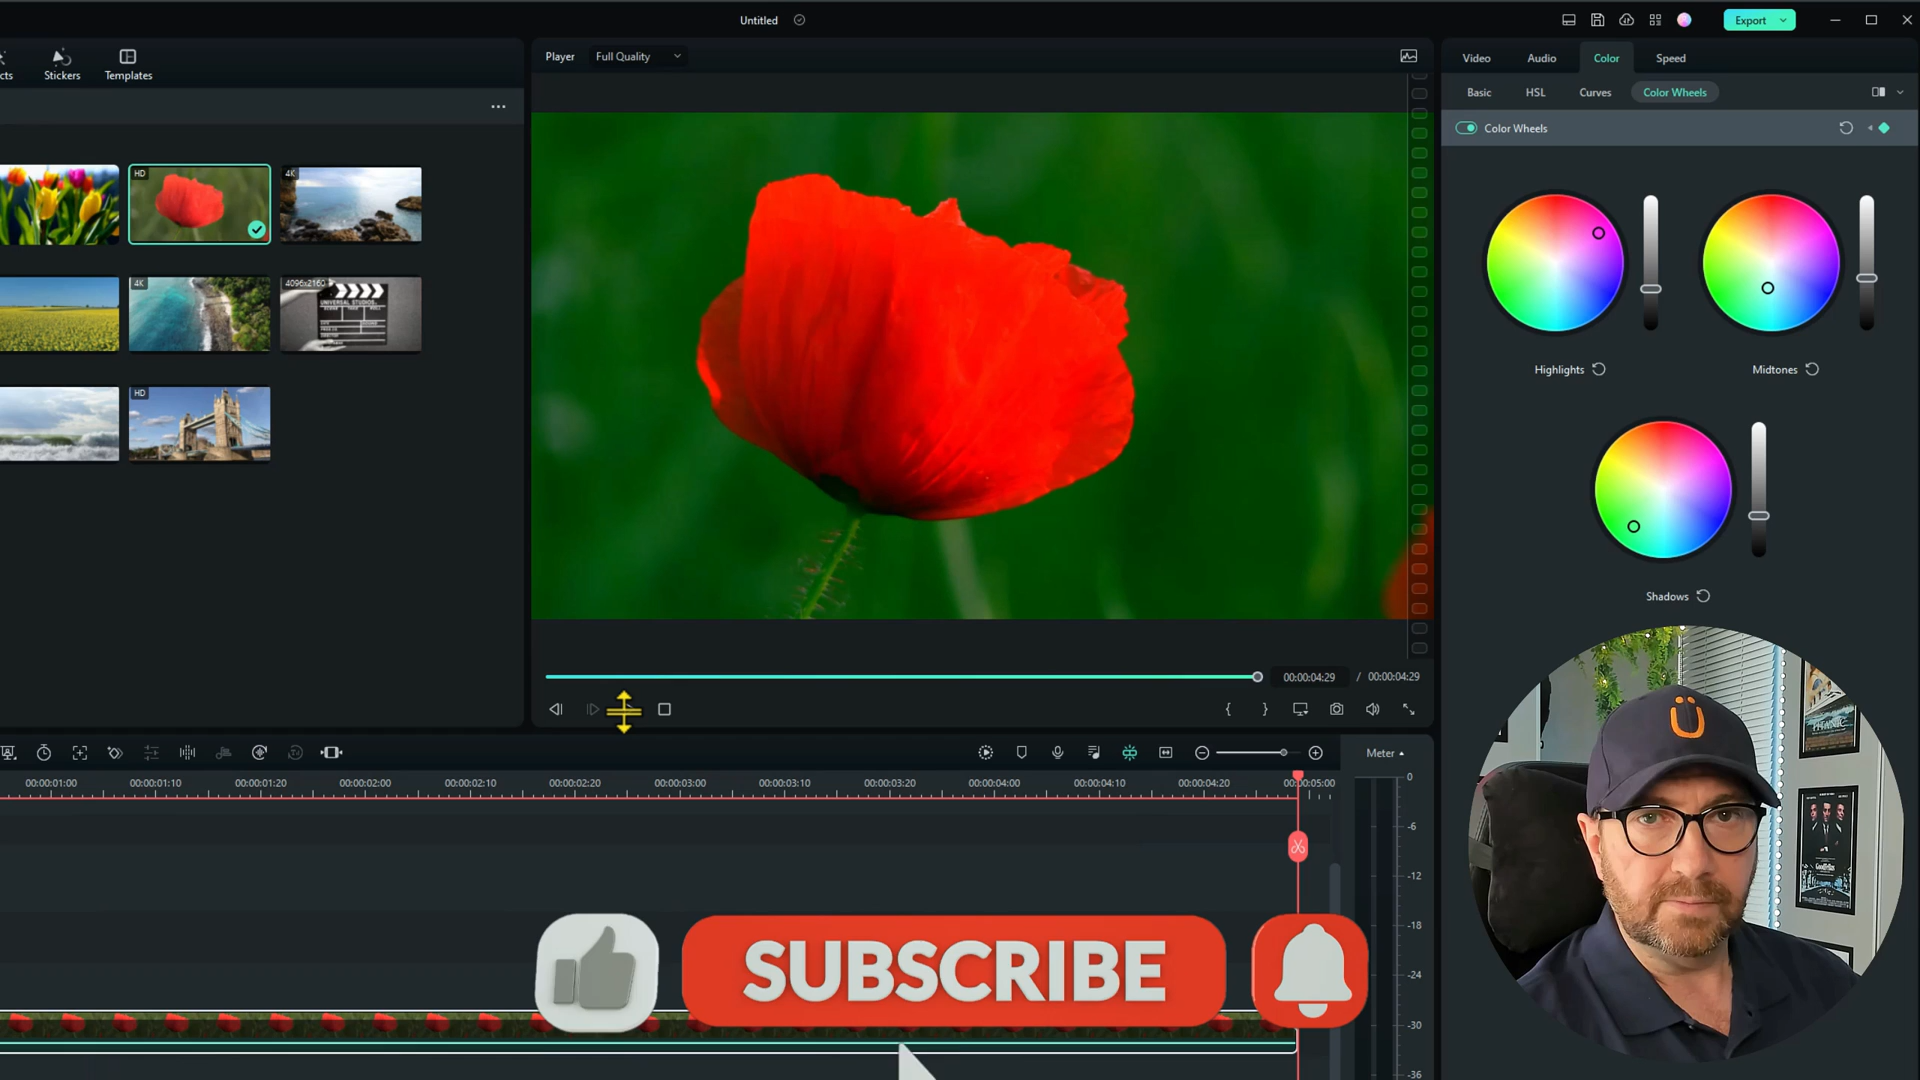 Untitled
Export
cts
Stickers
Templates
Player
Full Quality
Video
Audio
Color
Speed
Basic
HSL
Curves
Color Wheels
Color Wheels
HD
4K
4K
4096x2160
UNIVERSAL STUDIOS
HD
Highlights
Midtones
Shadows
00:00:04:29
/
00:00:04:29
{
}
Meter
00:00:01:00
00:00:01:10
00:00:01:20
00:00:02:00
00:00:02:10
00:00:02:20
00:00:03:00
00:00:03:10
00:00:03:20
00:00:04:00
00:00:04:10
00:00:04:20
00:00:05:00
0
-6
-12
-18
-24
-30
-36
SUBSCRIBE
Ü
TITANIC
Goodfellas